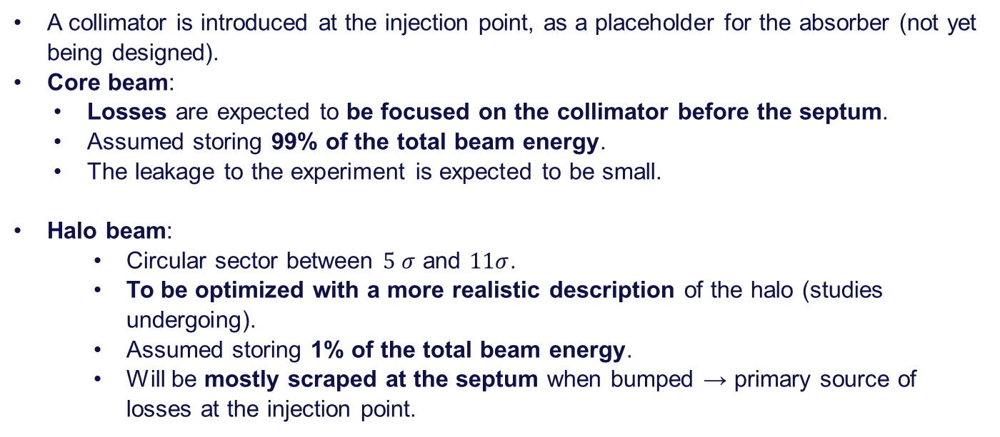 • A collimator is introduced at the injection point, as a placeholder for the absorber (not yet
being designed).
• Core beam:
• Losses are expected to be focused on the collimator before the septum.
• Assumed storing 99% of the total beam energy.
• The leakage to the experiment is expected to be small.
• Halo beam:
• Circular sector between 5 σ and 11σ.
• To be optimized with a more realistic description of the halo (studies
undergoing).
• Assumed storing 1% of the total beam energy.
• Will be mostly scraped at the septum when bumped → primary source of
losses at the injection point.